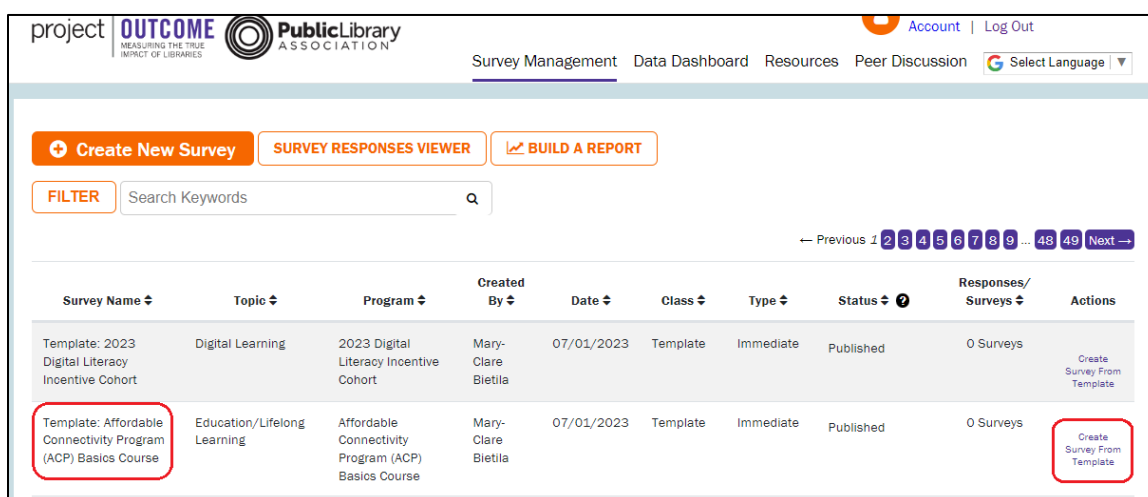 project OUTCOME PublicLibrary
MEASURING THE TRUE ASSOCIATION
IMPACT OF LIBRARIES
Account | Log Out
Survey Management Data Dashboard Resources Peer Discussion G Select Language ▼
Create New Survey SURVEY RESPONSES VIEWER BUILD A REPORT
FILTER Search Keywords
← Previous 1 2 3 4 5 6 7 8 9 ... 48 49 Next →
Created Responses/
Survey Name Topic Program By Date Class Type Status ? Surveys Actions
Template: 2023 Digital Learning 2023 Digital Mary- 07/01/2023 Template Immediate Published 0 Surveys
Digital Literacy Literacy Incentive Clare Create
Incentive Cohort Cohort Bietila Survey From
Template
Template: Affordable Education/Lifelong Affordable Mary- 07/01/2023 Template Immediate Published 0 Surveys
Connectivity Program Learning Connectivity Clare Create
(ACP) Basics Course Program (ACP) Bietila Survey From
Basics Course Template